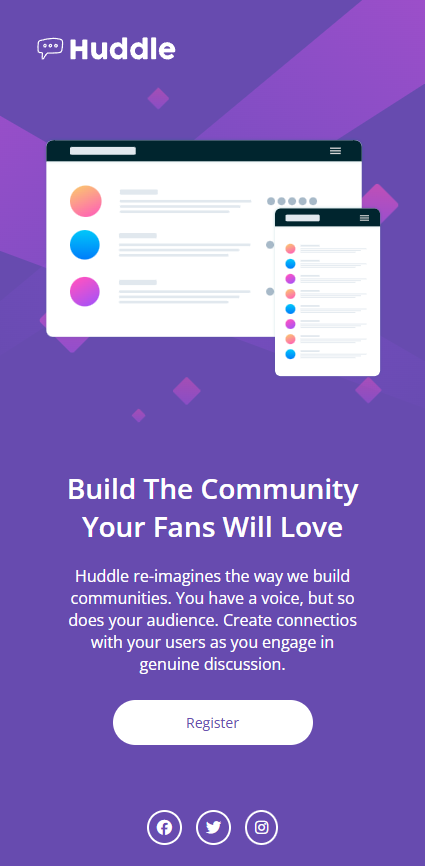 Huddle
Build The Community
Your Fans Will Love
Huddle re-imagines the way we build
communities. You have a voice, but so
does your audience. Create connectios
with your users as you engage in
genuine discussion.
Register